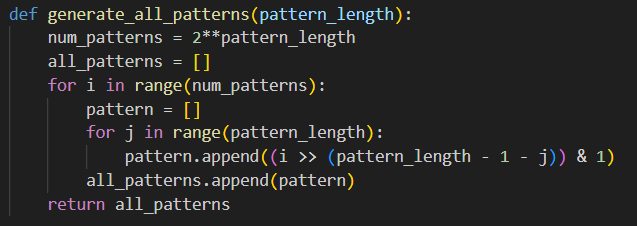 def generate_all_patterns(pattern_length):
    num_patterns = 2**pattern_length
    all_patterns = []
    for i in range(num_patterns):
        pattern = []
        for j in range(pattern_length):
            pattern.append((i >> (pattern_length - 1 - j)) & 1)
        all_patterns.append(pattern)
    return all_patterns